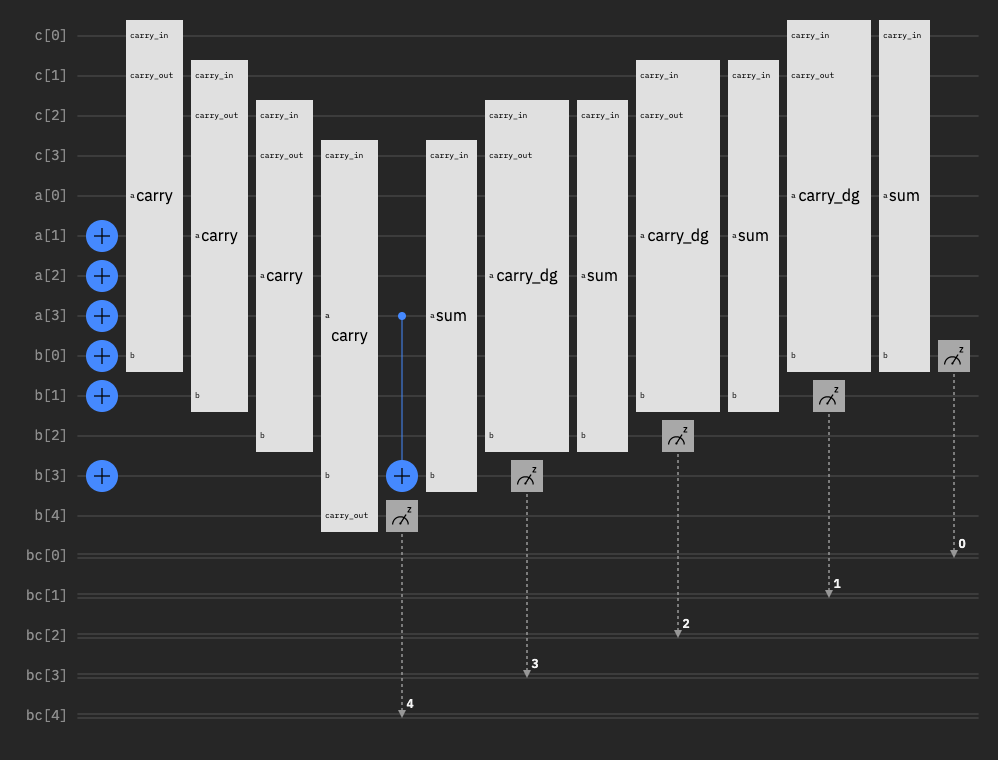 c[0] carry_in carry_in carry_in
c[1] carry_out carry_in carry_in carry_in carry_out
c[2] carry_out carry_in carry_in carry_in carry_out
c[3] carry_out carry_in carry_in carry_out
a[0] a carry a carry_dg a sum
a[1] a carry a carry_dg a sum
a[2] a carry a carry_dg a sum
a[3] a a sum
carry
b[0] b b b z
b[1] b b b z
b[2] b b b z
b[3] b b z
b[4] carry_out z
bc[0] 0
bc[1] 1
bc[2] 2
bc[3] 3
bc[4] 4